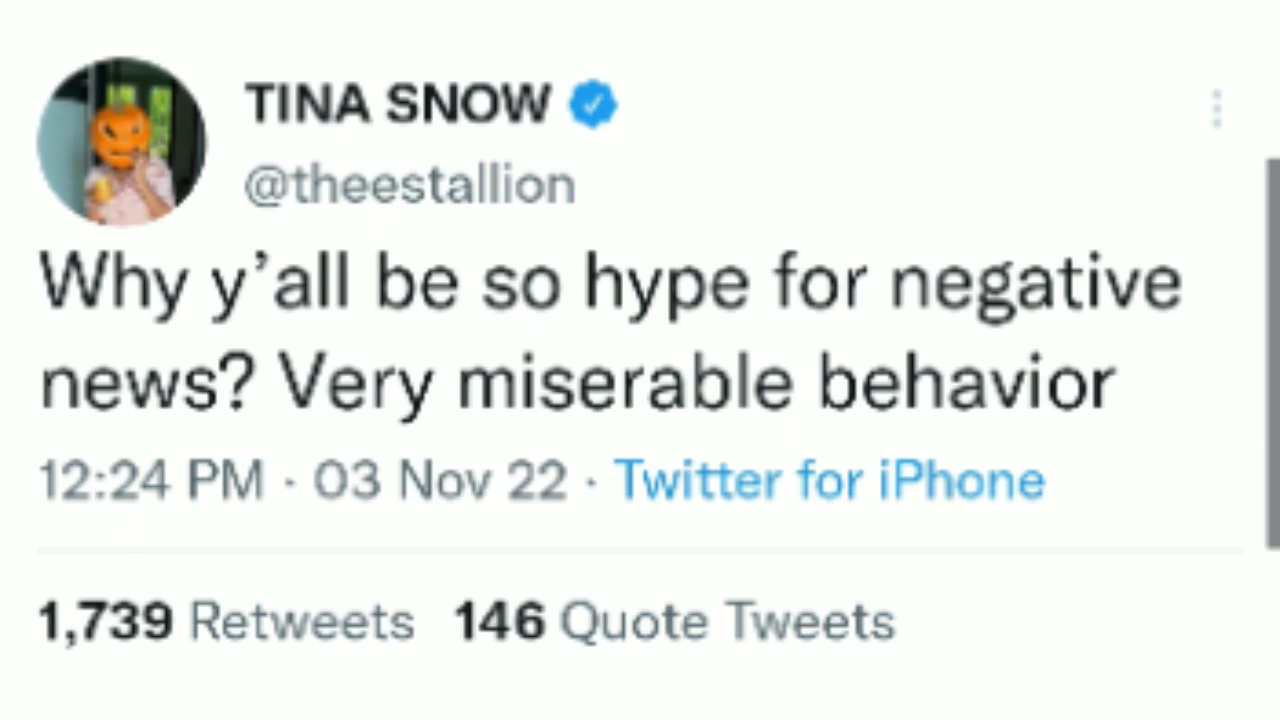 TINA SNOW
@theestallion
Why y’all be so hype for negative
news? Very miserable behavior
12:24 PM · 03 Nov 22 · Twitter for iPhone
1,739 Retweets 146 Quote Tweets